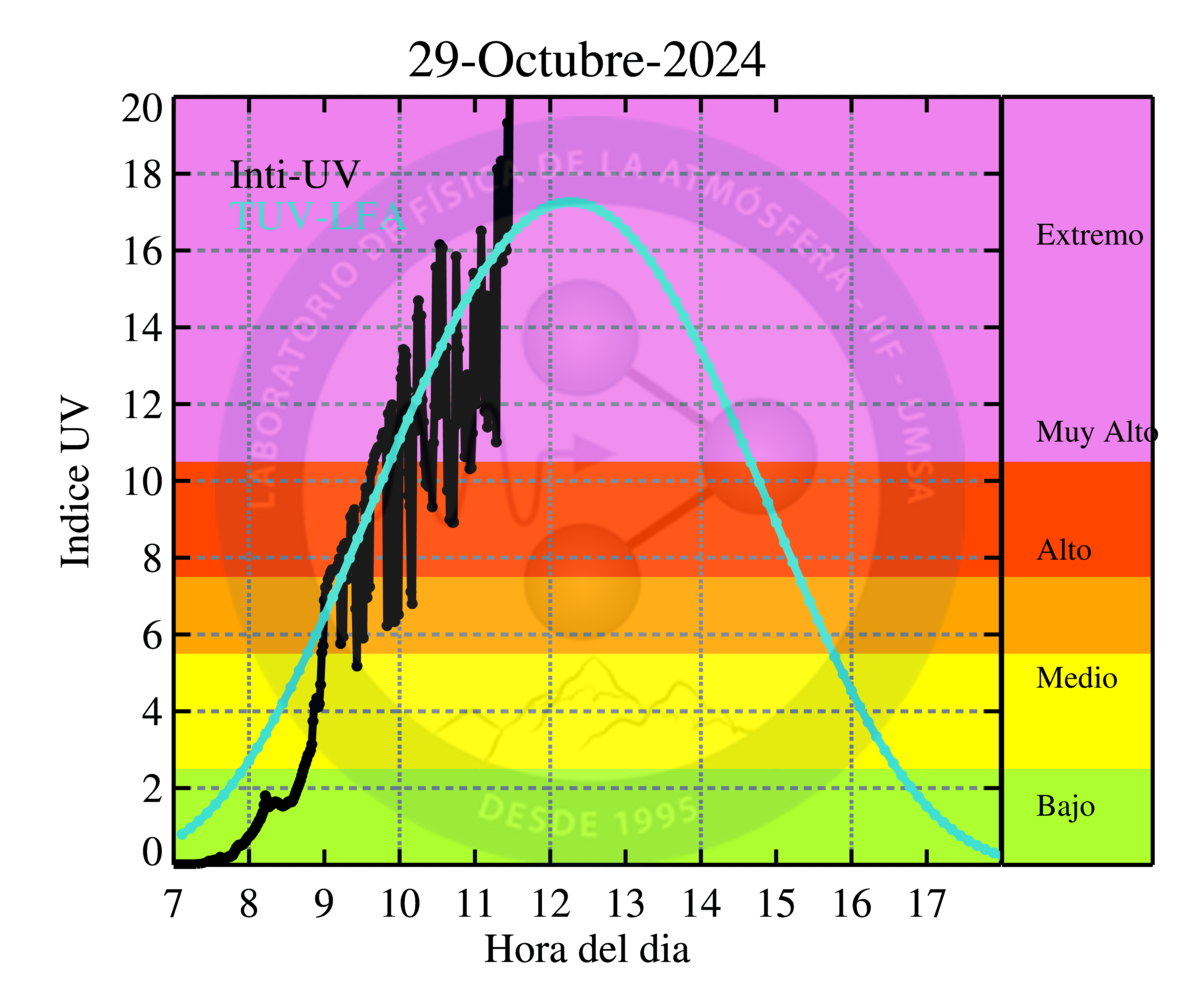 29-Octubre-2024
Indice UV
20
18
16
14
12
10
8
6
4
2
0
Inti-UV
TUV-LFA
LABORATORIO DE FÍSICA DE LA ATMÓSFERA - IIF - UMSA
DESDE 1995
Extremo
Muy Alto
Alto
Medio
Bajo
7 8 9 10 11 12 13 14 15 16 17
Hora del dia